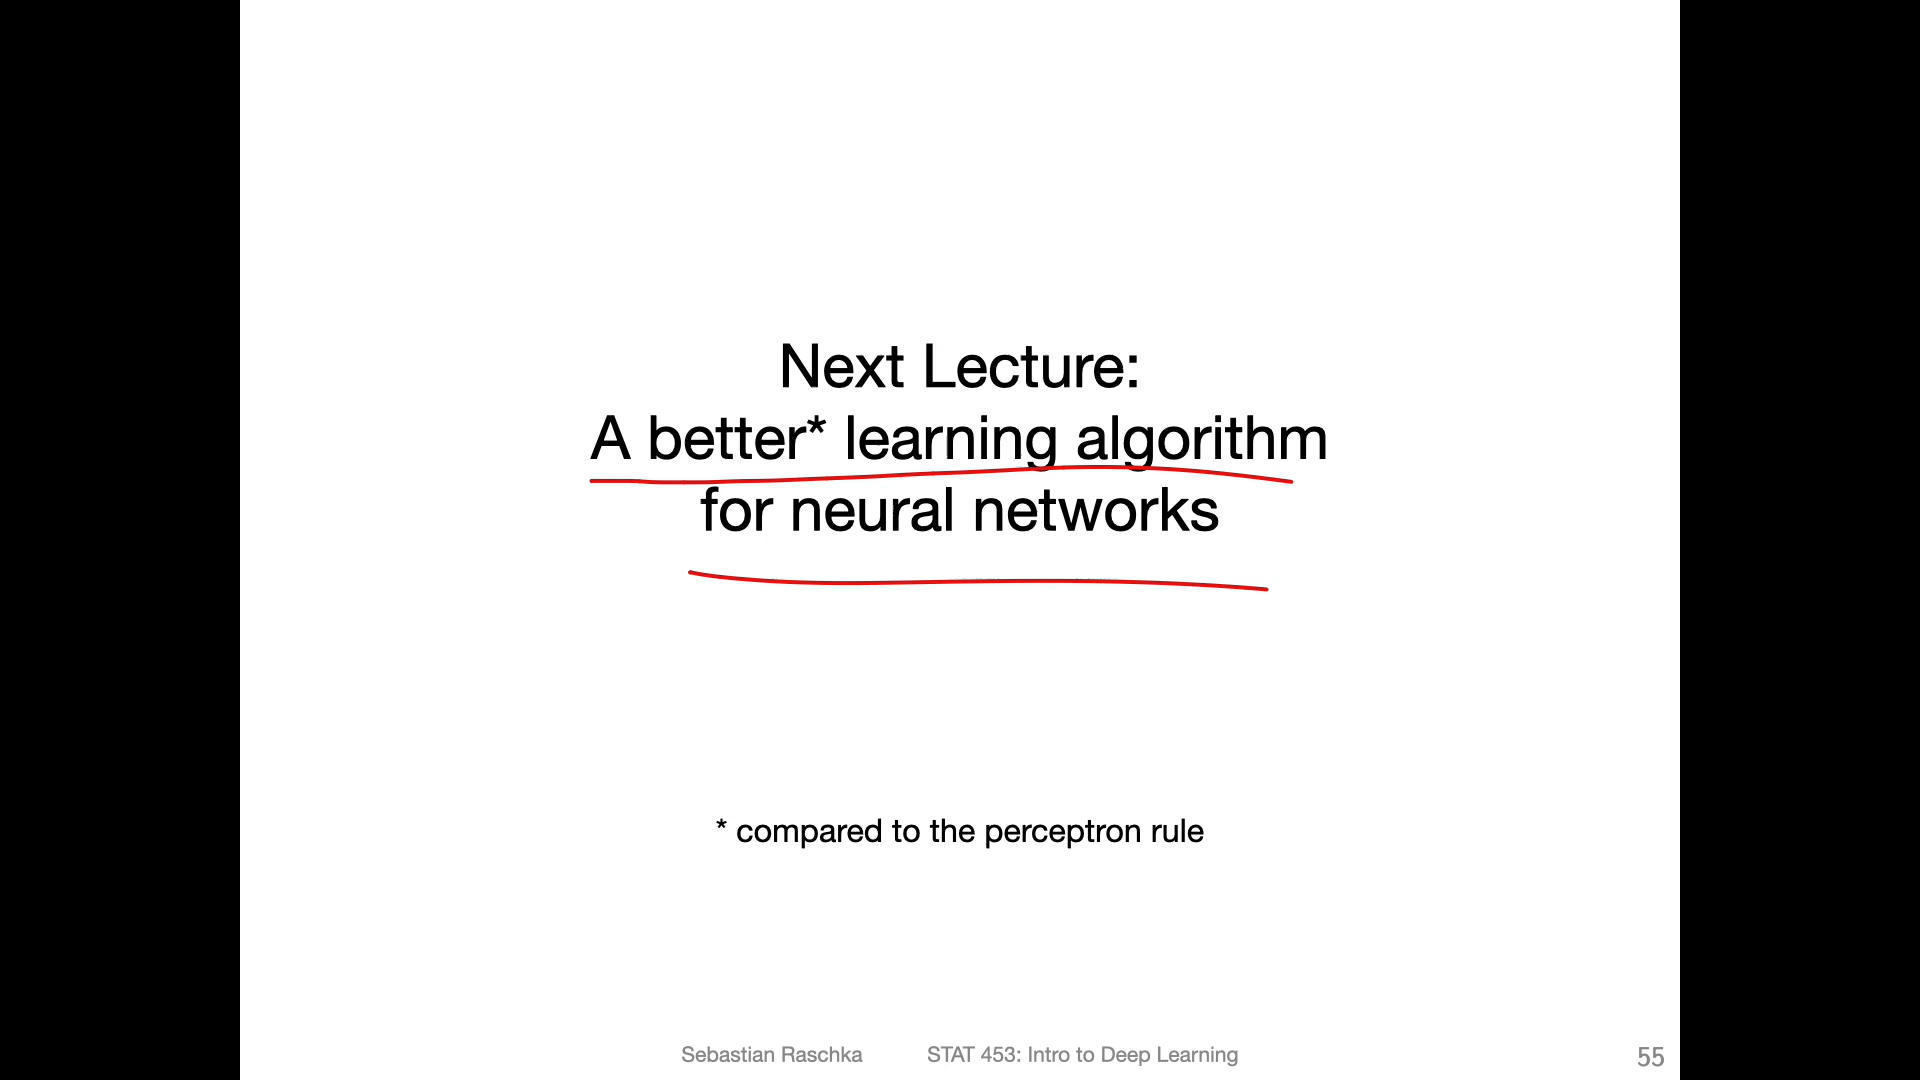 Next Lecture:
A better* learning algorithm
for neural networks
* compared to the perceptron rule
Sebastian Raschka STAT 453: Intro to Deep Learning 55